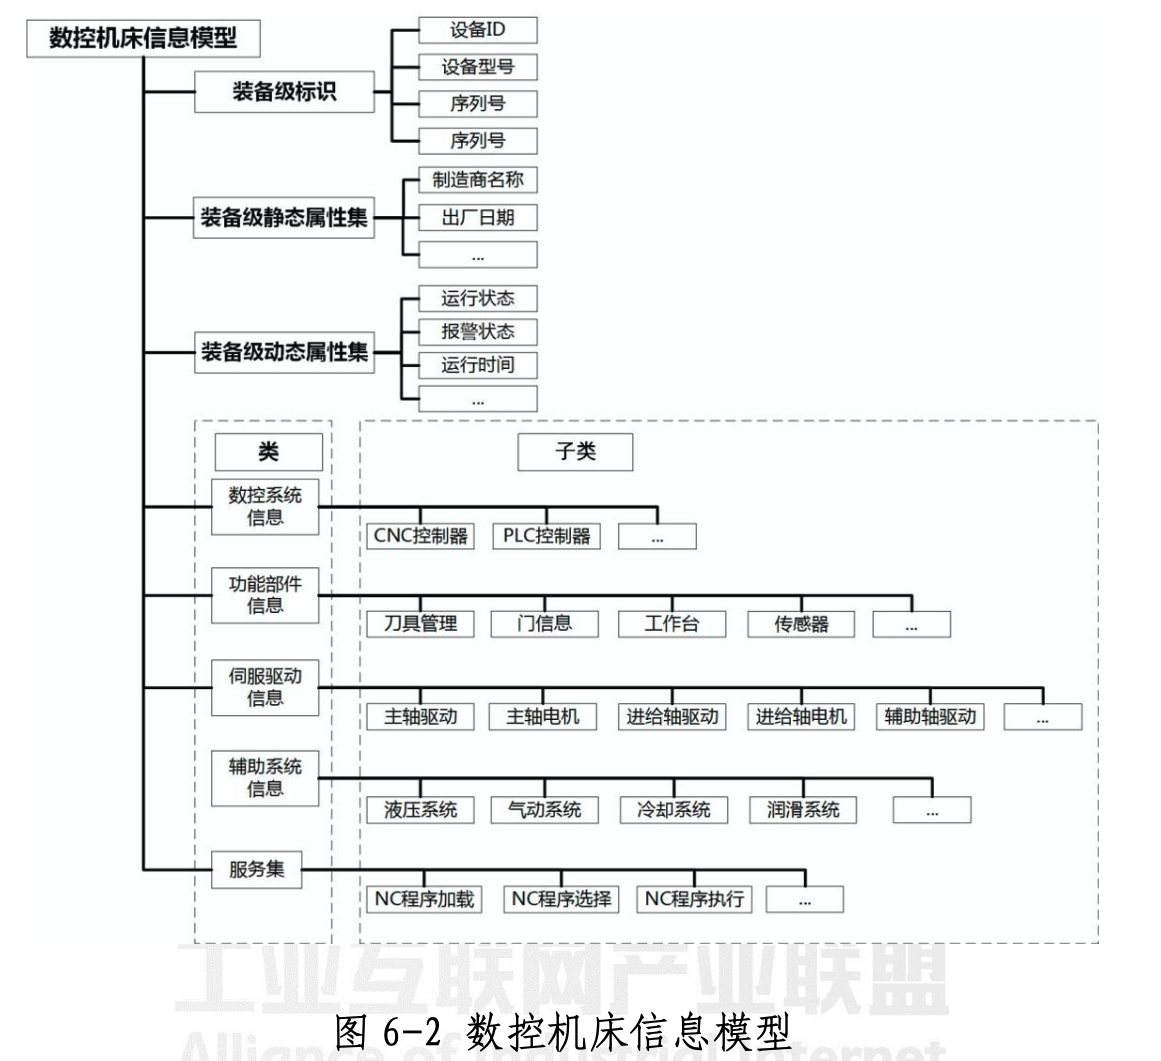 数控机床信息模型
设备ID
设备型号
装备级标识
序列号
序列号
制造商名称
装备级静态属性集
出厂日期
...
运行状态
报警状态
装备级动态属性集
运行时间
...
类
子类
数控系统
信息
CNC控制器
PLC控制器
...
功能部件
信息
刀具管理
门信息
工作台
传感器
...
伺服驱动
信息
主轴驱动
主轴电机
进给轴驱动
进给轴电机
辅助轴驱动
...
辅助系统
信息
液压系统
气动系统
冷却系统
润滑系统
...
服务集
NC程序加载
NC程序选择
NC程序执行
...
工业互联网产业联盟
图 6-2 数控机床信息模型
Alliance of Industrial Internet